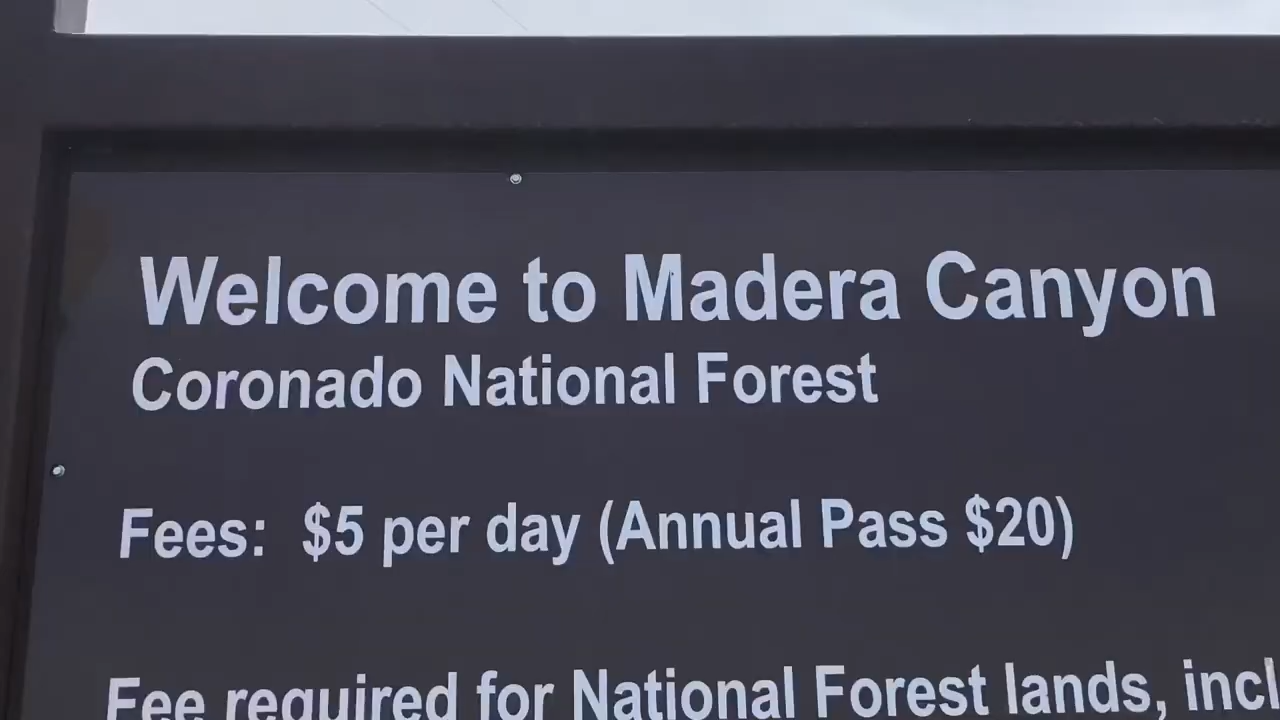 Welcome to Madera Canyon
Coronado National Forest
Fees: $5 per day (Annual Pass $20)
Fee required for National Forest lands,